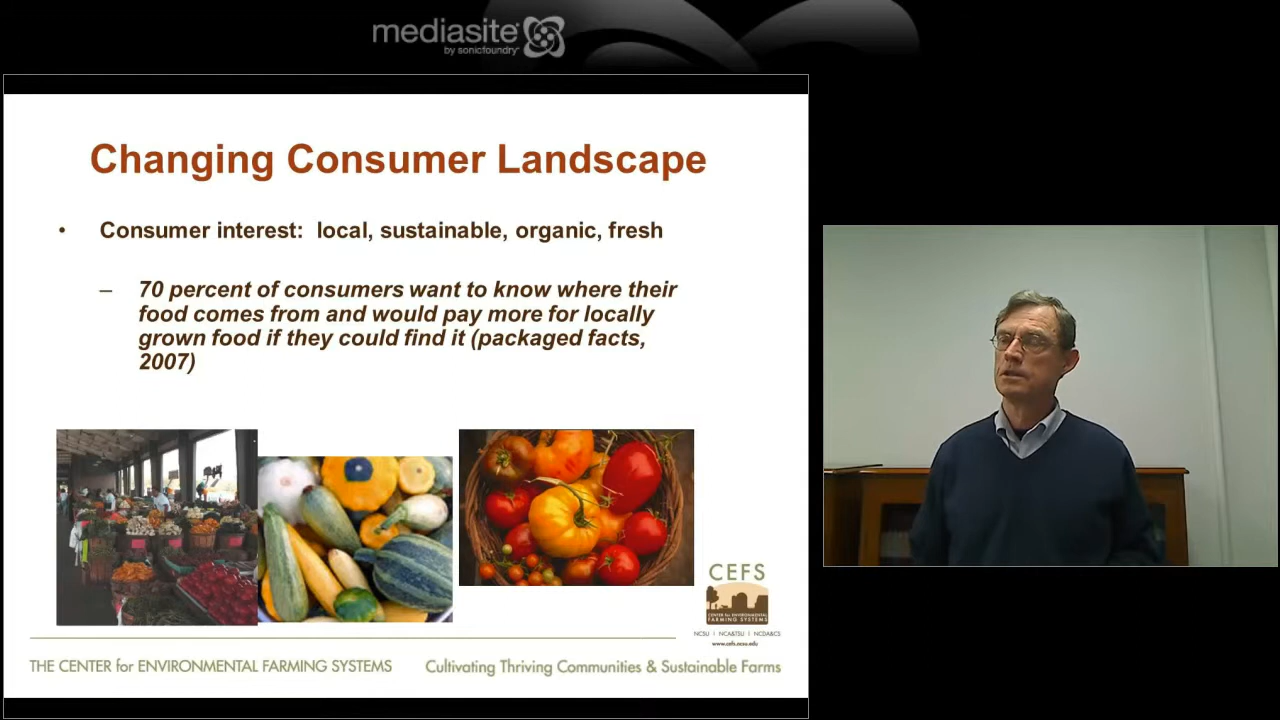 mediasite
by sonicfoundry
Changing Consumer Landscape
• Consumer interest: local, sustainable, organic, fresh
– 70 percent of consumers want to know where their
food comes from and would pay more for locally
grown food if they could find it (packaged facts,
2007)
CEFS
CENTER for ENVIRONMENTAL
FARMING SYSTEMS
NCSU | NCA&TSU | NCDA&CS
www.cefs.ncsu.edu
THE CENTER for ENVIRONMENTAL FARMING SYSTEMS
Cultivating Thriving Communities & Sustainable Farms